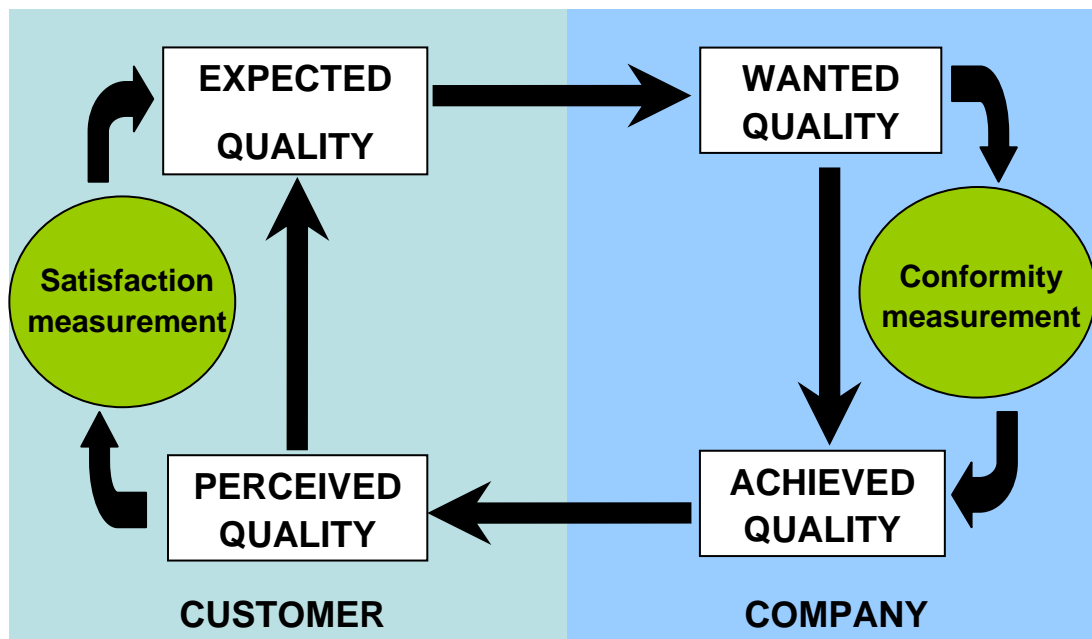 EXPECTED
QUALITY
WANTED
QUALITY
Satisfaction
measurement
Conformity
measurement
PERCEIVED
QUALITY
ACHIEVED
QUALITY
CUSTOMER
COMPANY